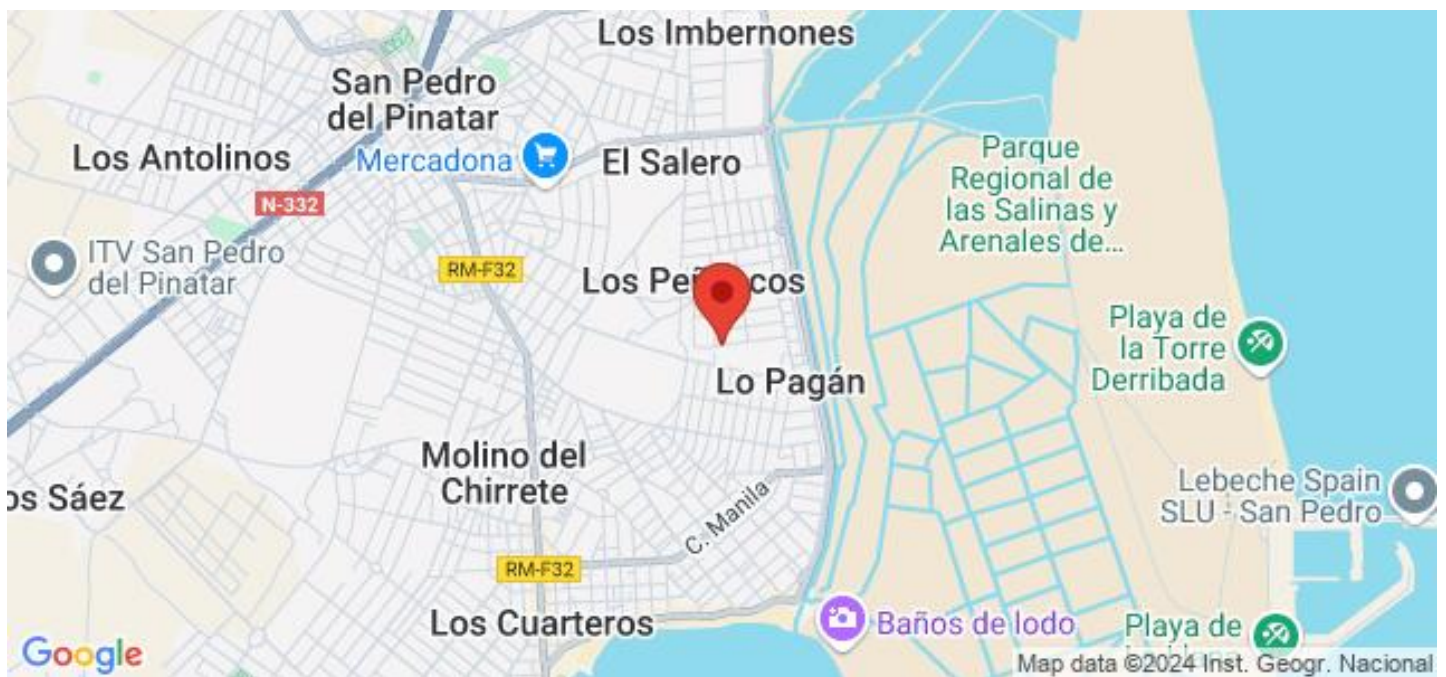 Los Imbernones
San Pedro
del Pinatar
Los Antolinos
Mercadona
El Salero
Parque
Regional de
las Salinas y
Arenales de...
N-332
ITV San Pedro
del Pinatar
RM-F32
Playa de
la Torre
Derribada
Lo Pagán
Molino del
Chirrete
Lebeche Spain
SLU - San Pedro
os Sáez
C. Manila
RM-F32
Los Cuarteros
Baños de lodo
Playa de
Google
Map data ©2024 Inst. Geogr. Nacional